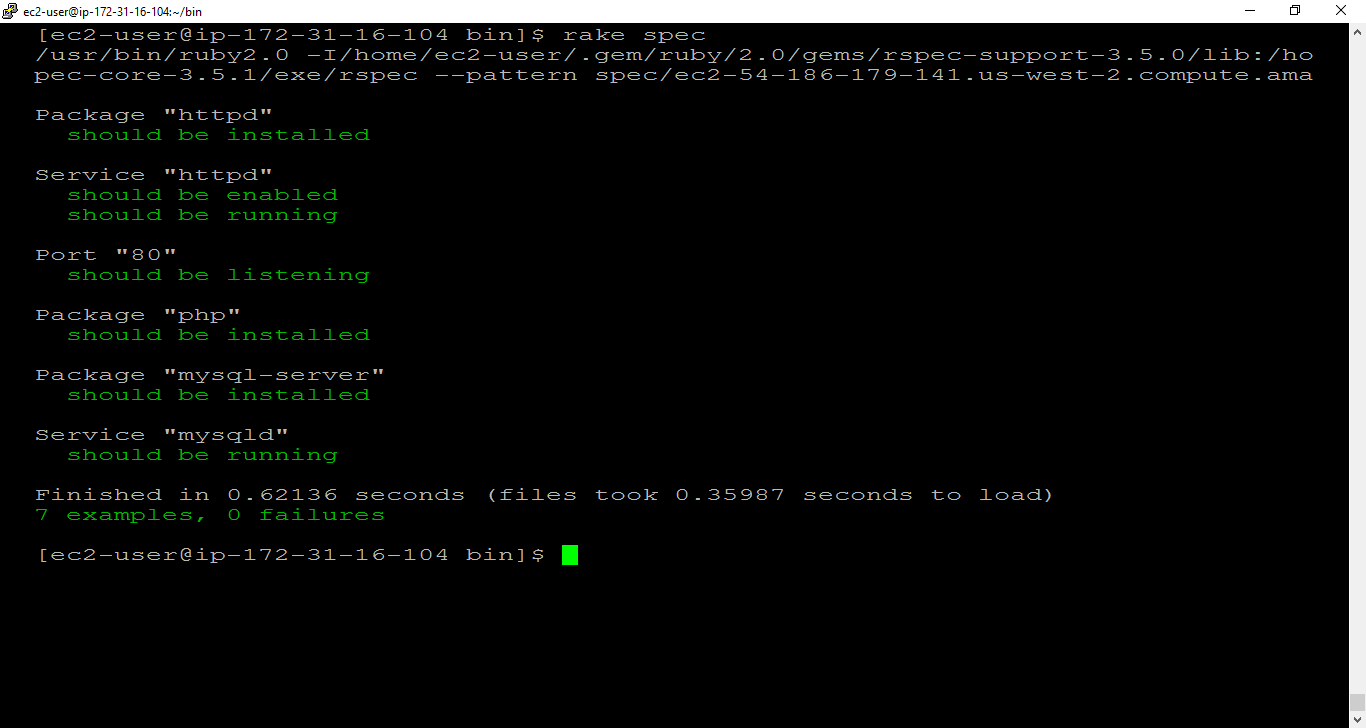 ec2-user@ip-172-31-16-104:~/bin
[ec2-user@ip-172-31-16-104 bin]$ rake spec
/usr/bin/ruby2.0 -I/home/ec2-user/.gem/ruby/2.0/gems/rspec-support-3.5.0/lib:/ho
pec-core-3.5.1/exe/rspec --pattern spec/ec2-54-186-179-141.us-west-2.compute.ama
Package "httpd"
should be installed
Service "httpd"
should be enabled
should be running
Port "80"
should be listening
Package "php"
should be installed
Package "mysql-server"
should be installed
Service "mysqld"
should be running
Finished in 0.62136 seconds (files took 0.35987 seconds to load)
7 examples, 0 failures
[ec2-user@ip-172-31-16-104 bin]$